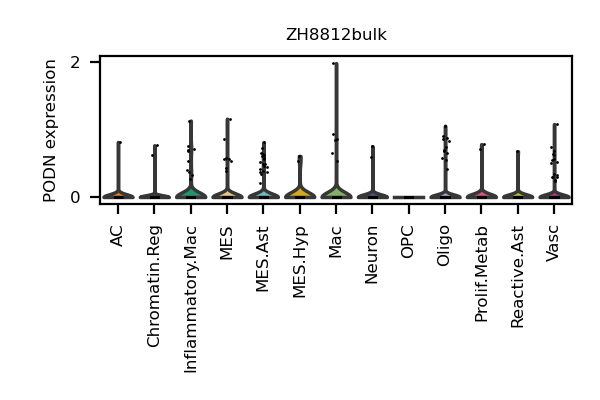 ZH8812bulk
PODN expression
2
0
AC
Chromatin.Reg
Inflammatory.Mac
MES
MES.Ast
MES.Hyp
Mac
Neuron
OPC
Oligo
Prolif.Metab
Reactive.Ast
Vasc